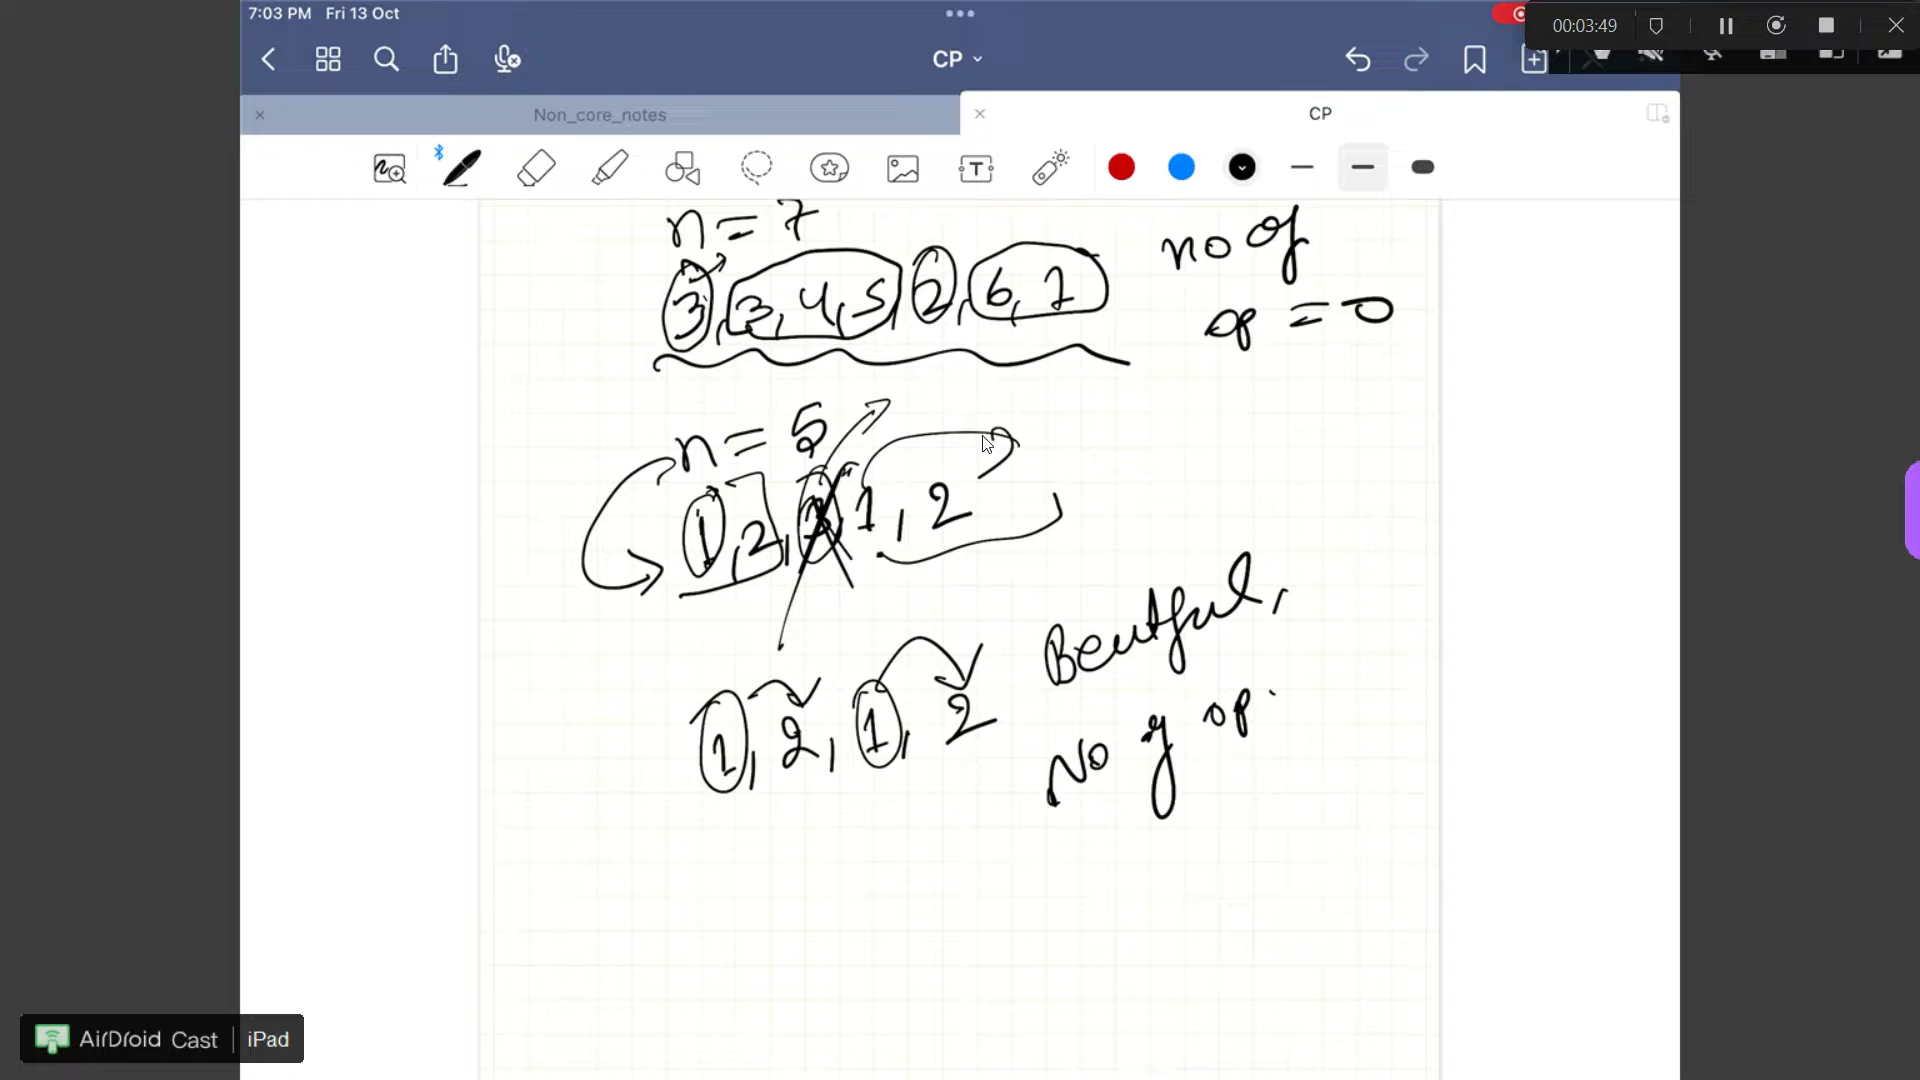 7:03 PM Fri 13 Oct
00:03:49
CP
Non_core_notes
CP
T
n = 7
no of
3, 3, 4, 5, 2, 6, 7
op = 0
n = 5
1, 2, 1, 2
Beutful,
1, 2, 1, 2
No of op.
AirDroid Cast | iPad